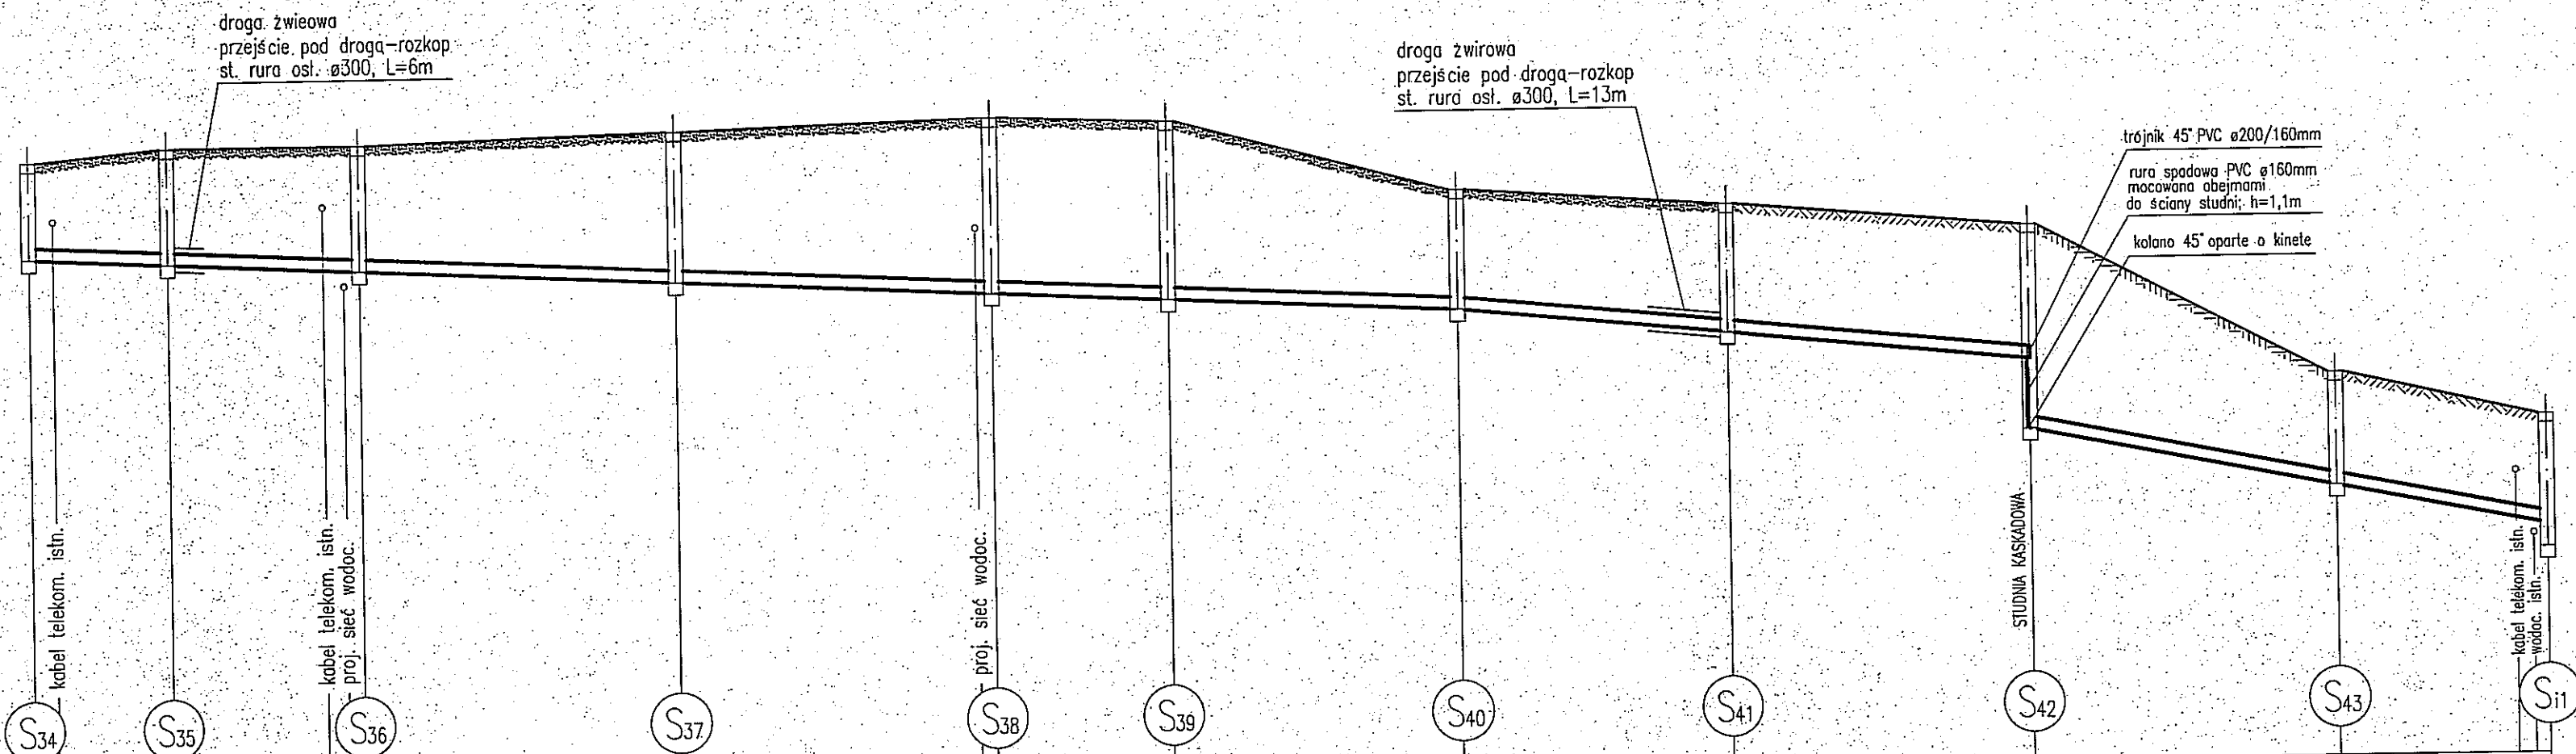 droga żwieowa
przejście pod drogą-rozkop
st. rura osł. ø300, L=6m
droga żwirowa
przejście pod drogą-rozkop
st. rura osł. ø300, L=13m
trójnik 45° PVC ø200/160mm
rura spadowa PVC ø160mm
mocowana obejmami
do ściany studni; h=1,1m
kolano 45° oparte o kinetę
kabel telekom. istn.
kabel telekom. istn.
proj. sieć wodoc.
proj. sieć wodoc.
STUDNIA KASKADOWA
kabel telekom. istn.
wodoc. istn.
S34
S35
S36
S37
S38
S39
S40
S41
S42
S43
Si1